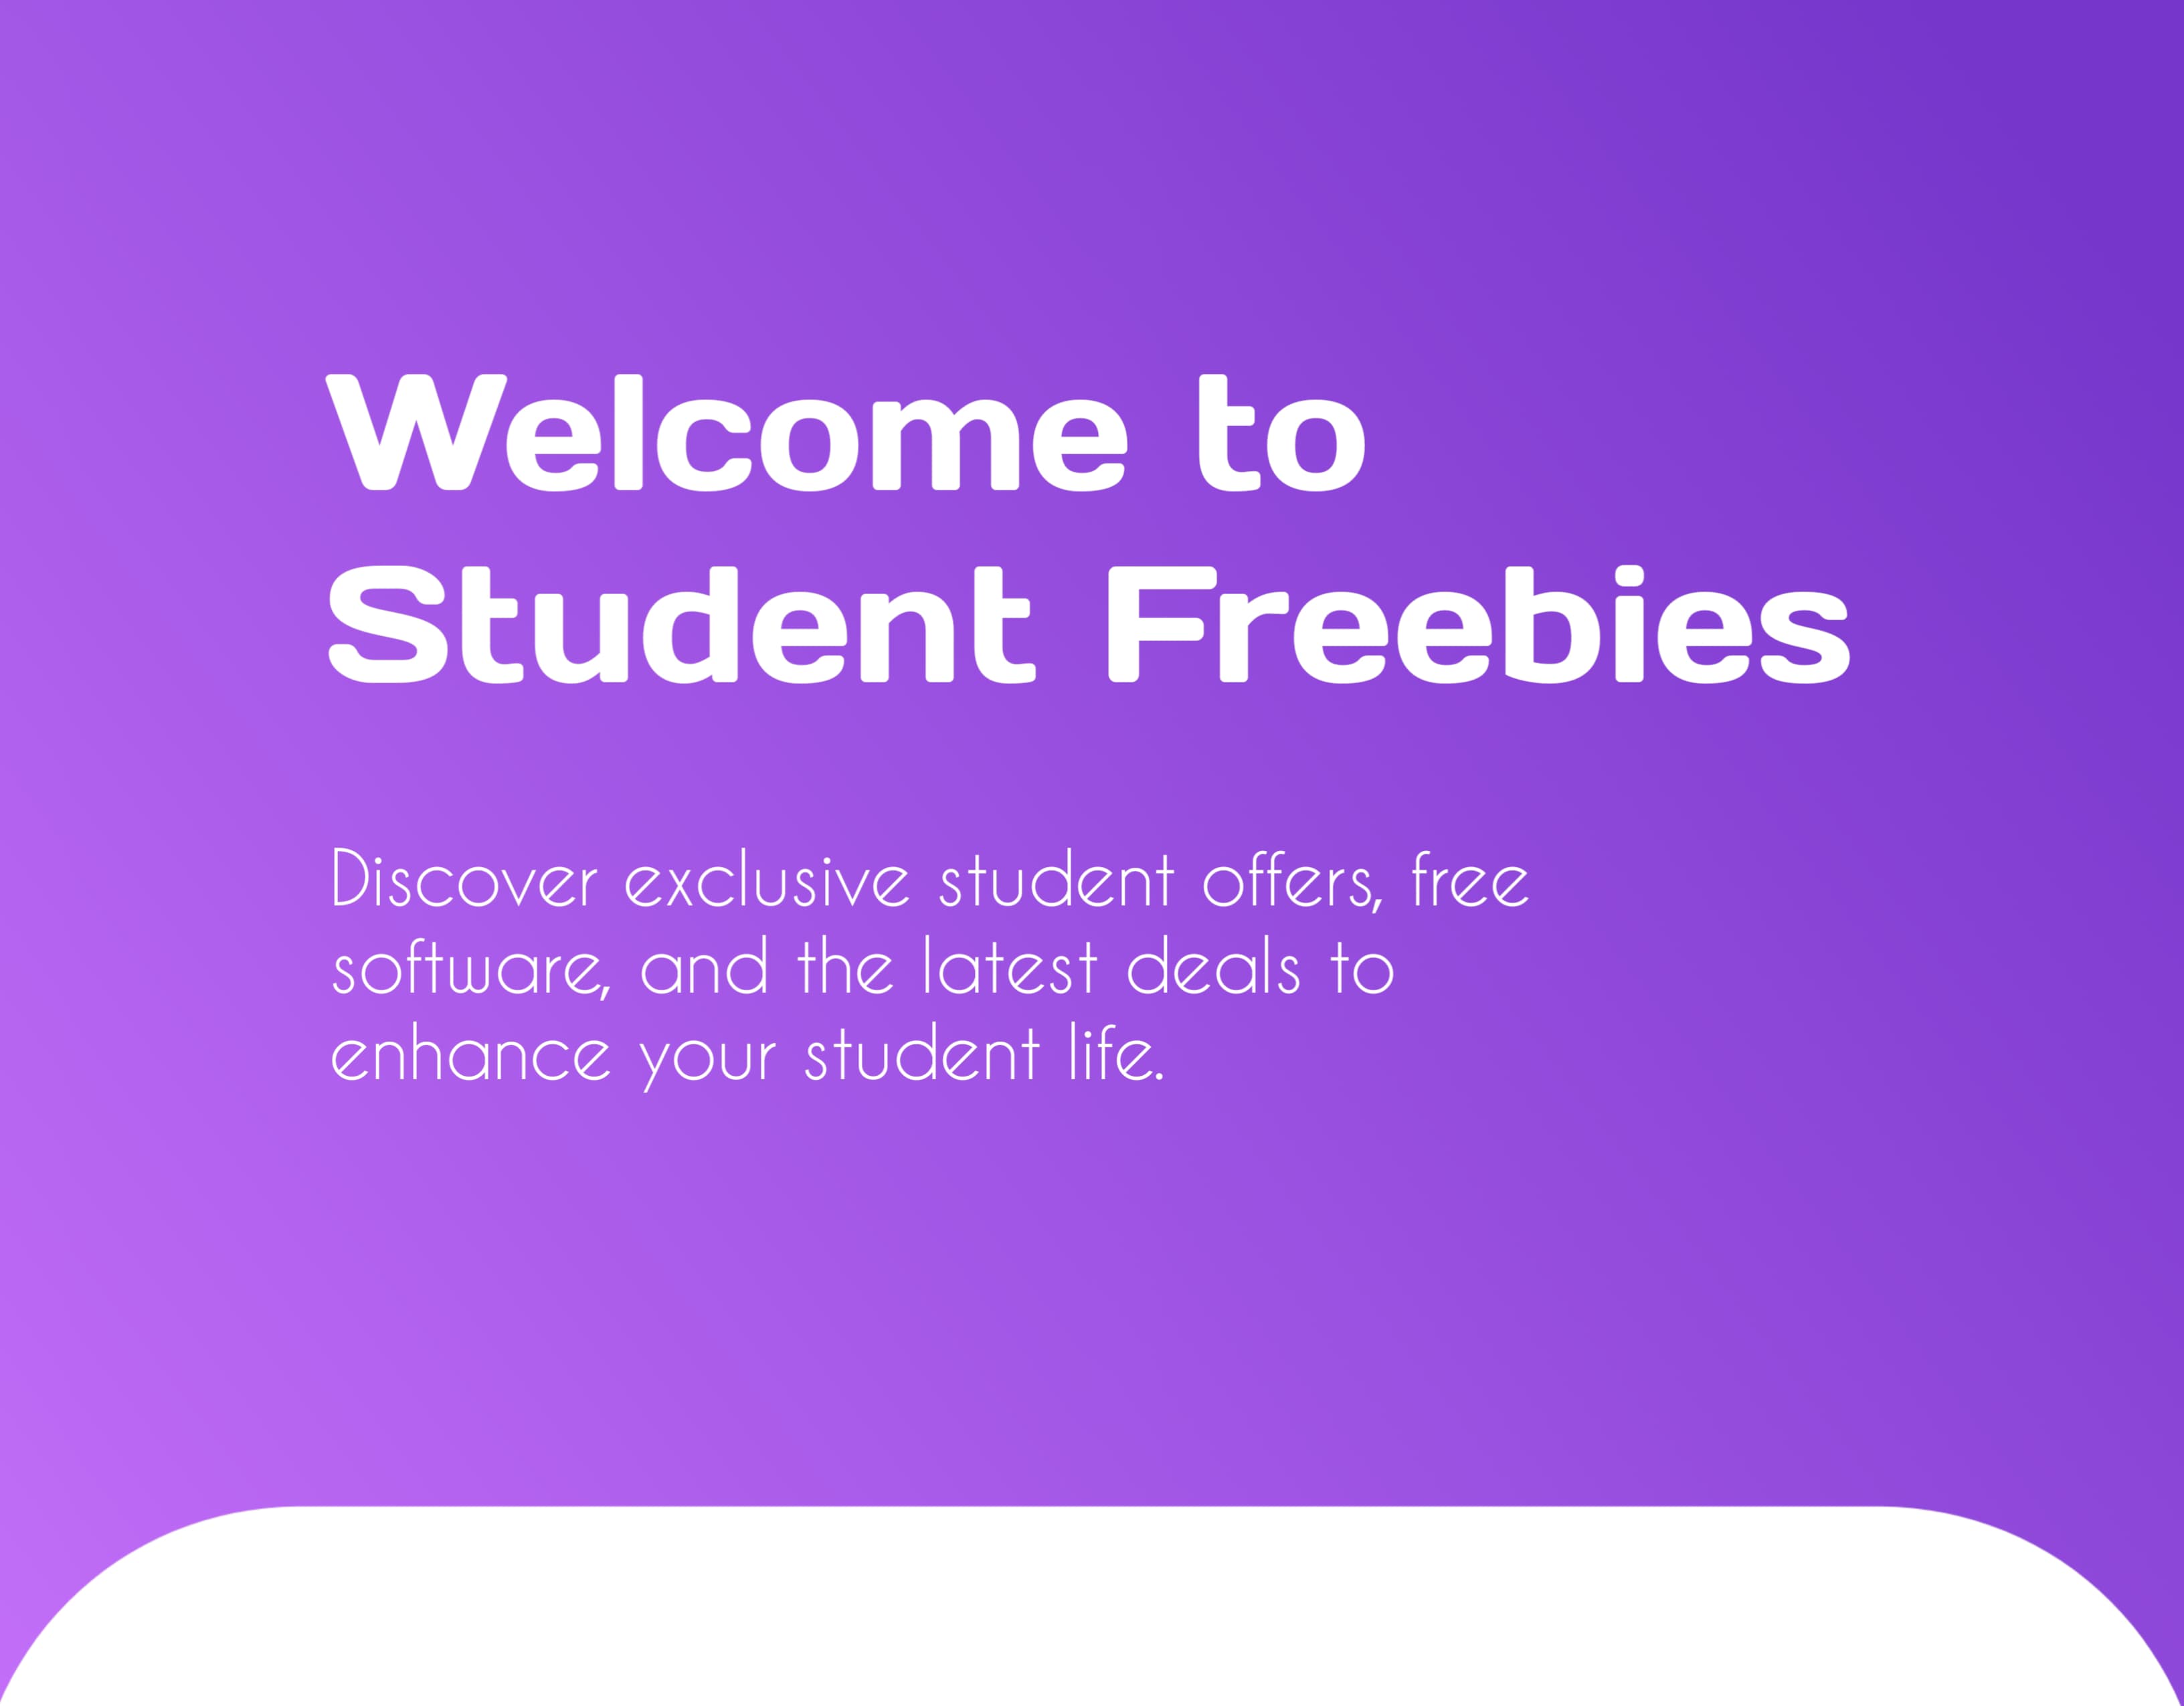 Welcome to
Student Freebies
Discover exclusive student offers, free
software, and the latest deals to
enhance your student life.